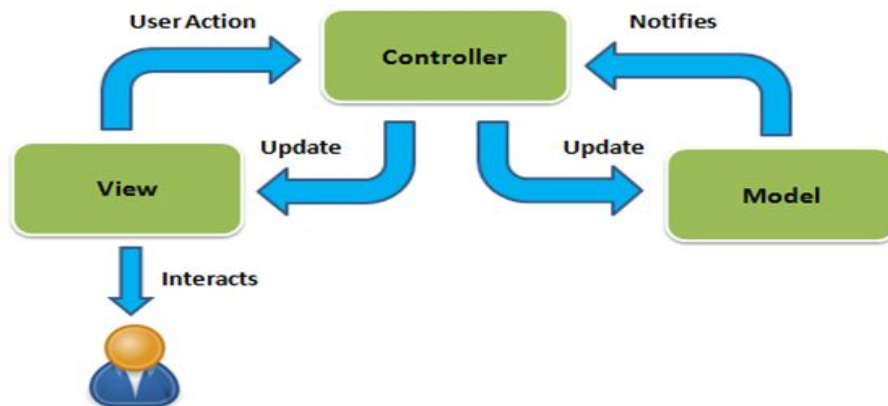 User Action
Notifies
Controller
Update
Update
View
Model
Interacts